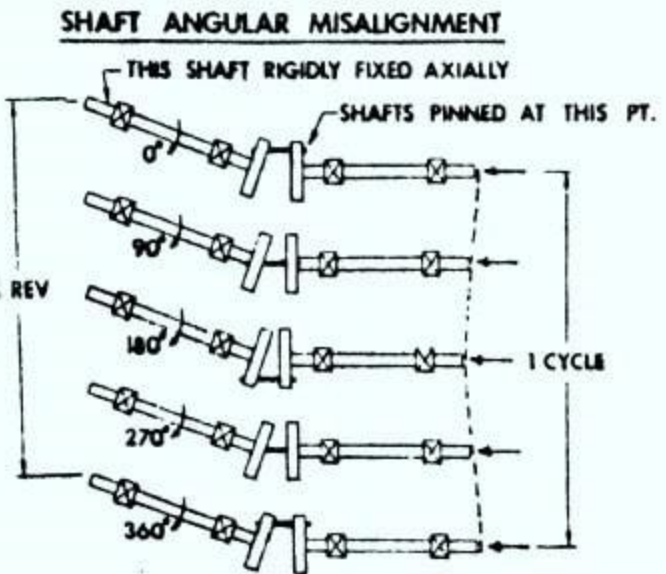 SHAFT ANGULAR MISALIGNMENT
THIS SHAFT RIGIDLY FIXED AXIALLY
SHAFTS PINNED AT THIS PT.
0°
90°
REV
180°
1 CYCLE
270°
360°